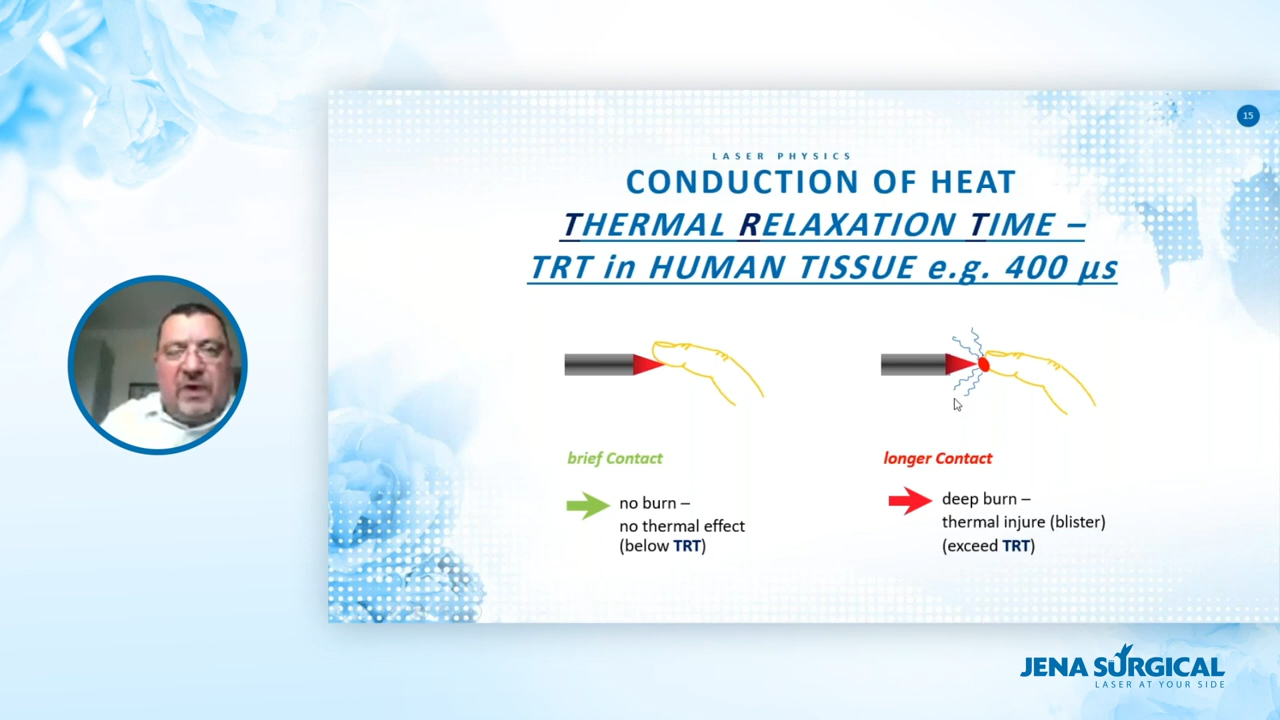 15
LASER PHYSICS
CONDUCTION OF HEAT
THERMAL RELAXATION TIME –
TRT in HUMAN TISSUE e.g. 400 µs
brief Contact
no burn –
no thermal effect
(below TRT)
longer Contact
deep burn –
thermal injure (blister)
(exceed TRT)
JENA SURGICAL
LASER AT YOUR SIDE